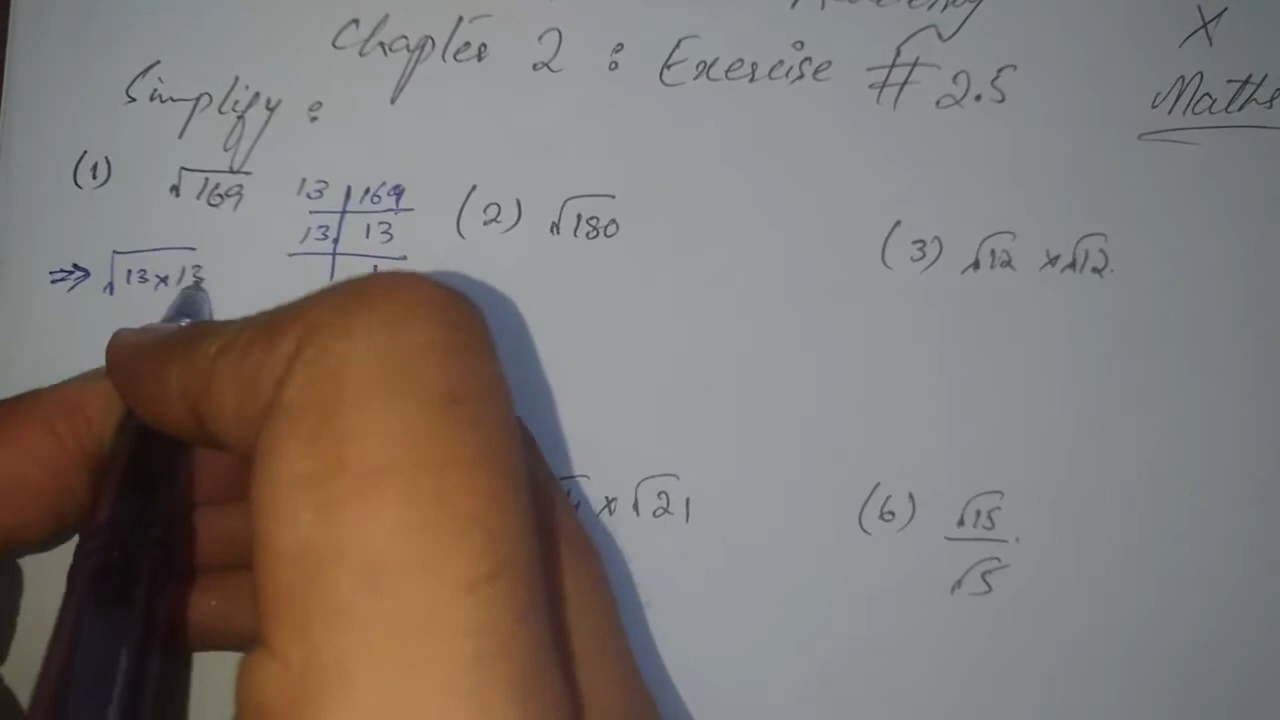 Chapter 2 : Exercise # 2.5
X
Maths
Simplify :
(1) √169
13 | 169
13 | 13
1
⇒ √13×13
(2) √180
(3) √12 × √12
× √21
(6) √15 / √5